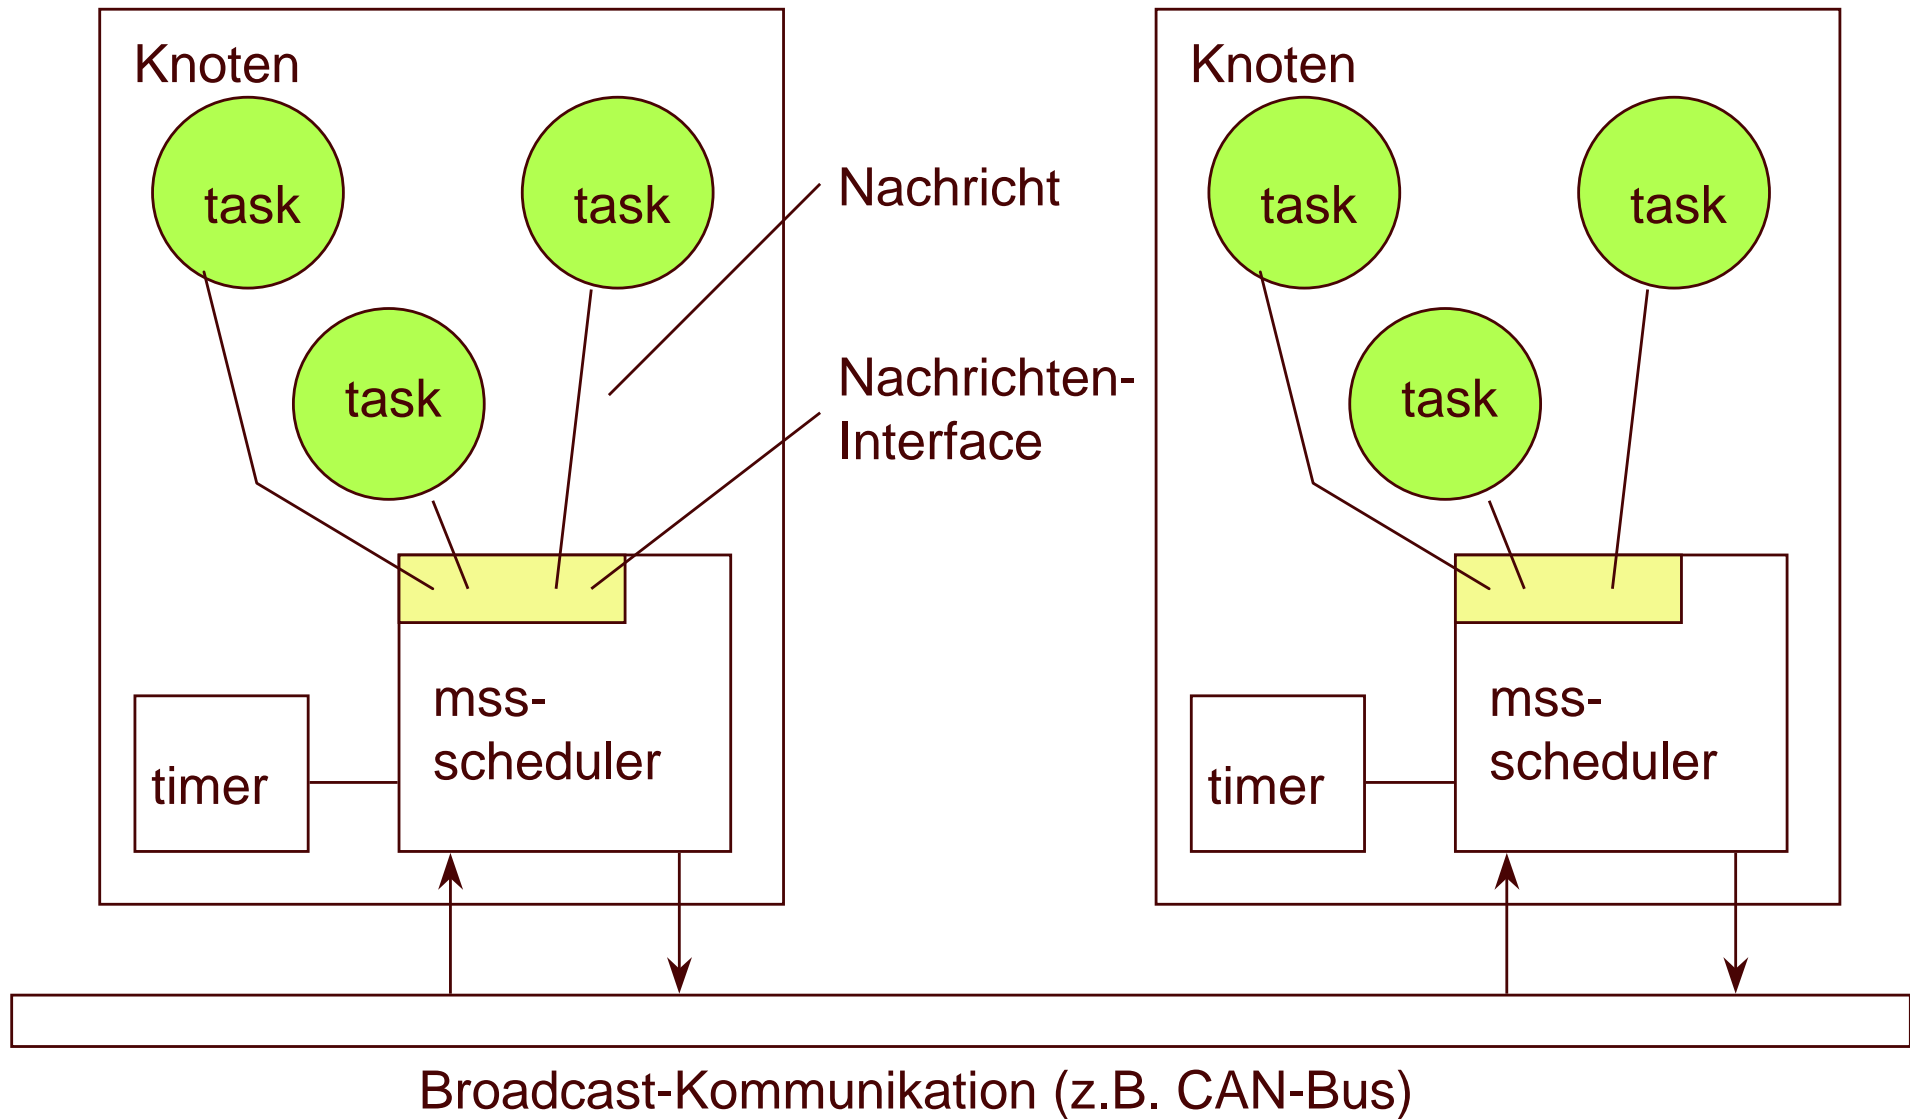 Knoten
task
task
task
mss-
scheduler
timer
Nachricht
Nachrichten-
Interface
Knoten
task
task
task
mss-
scheduler
timer
Broadcast-Kommunikation (z.B. CAN-Bus)